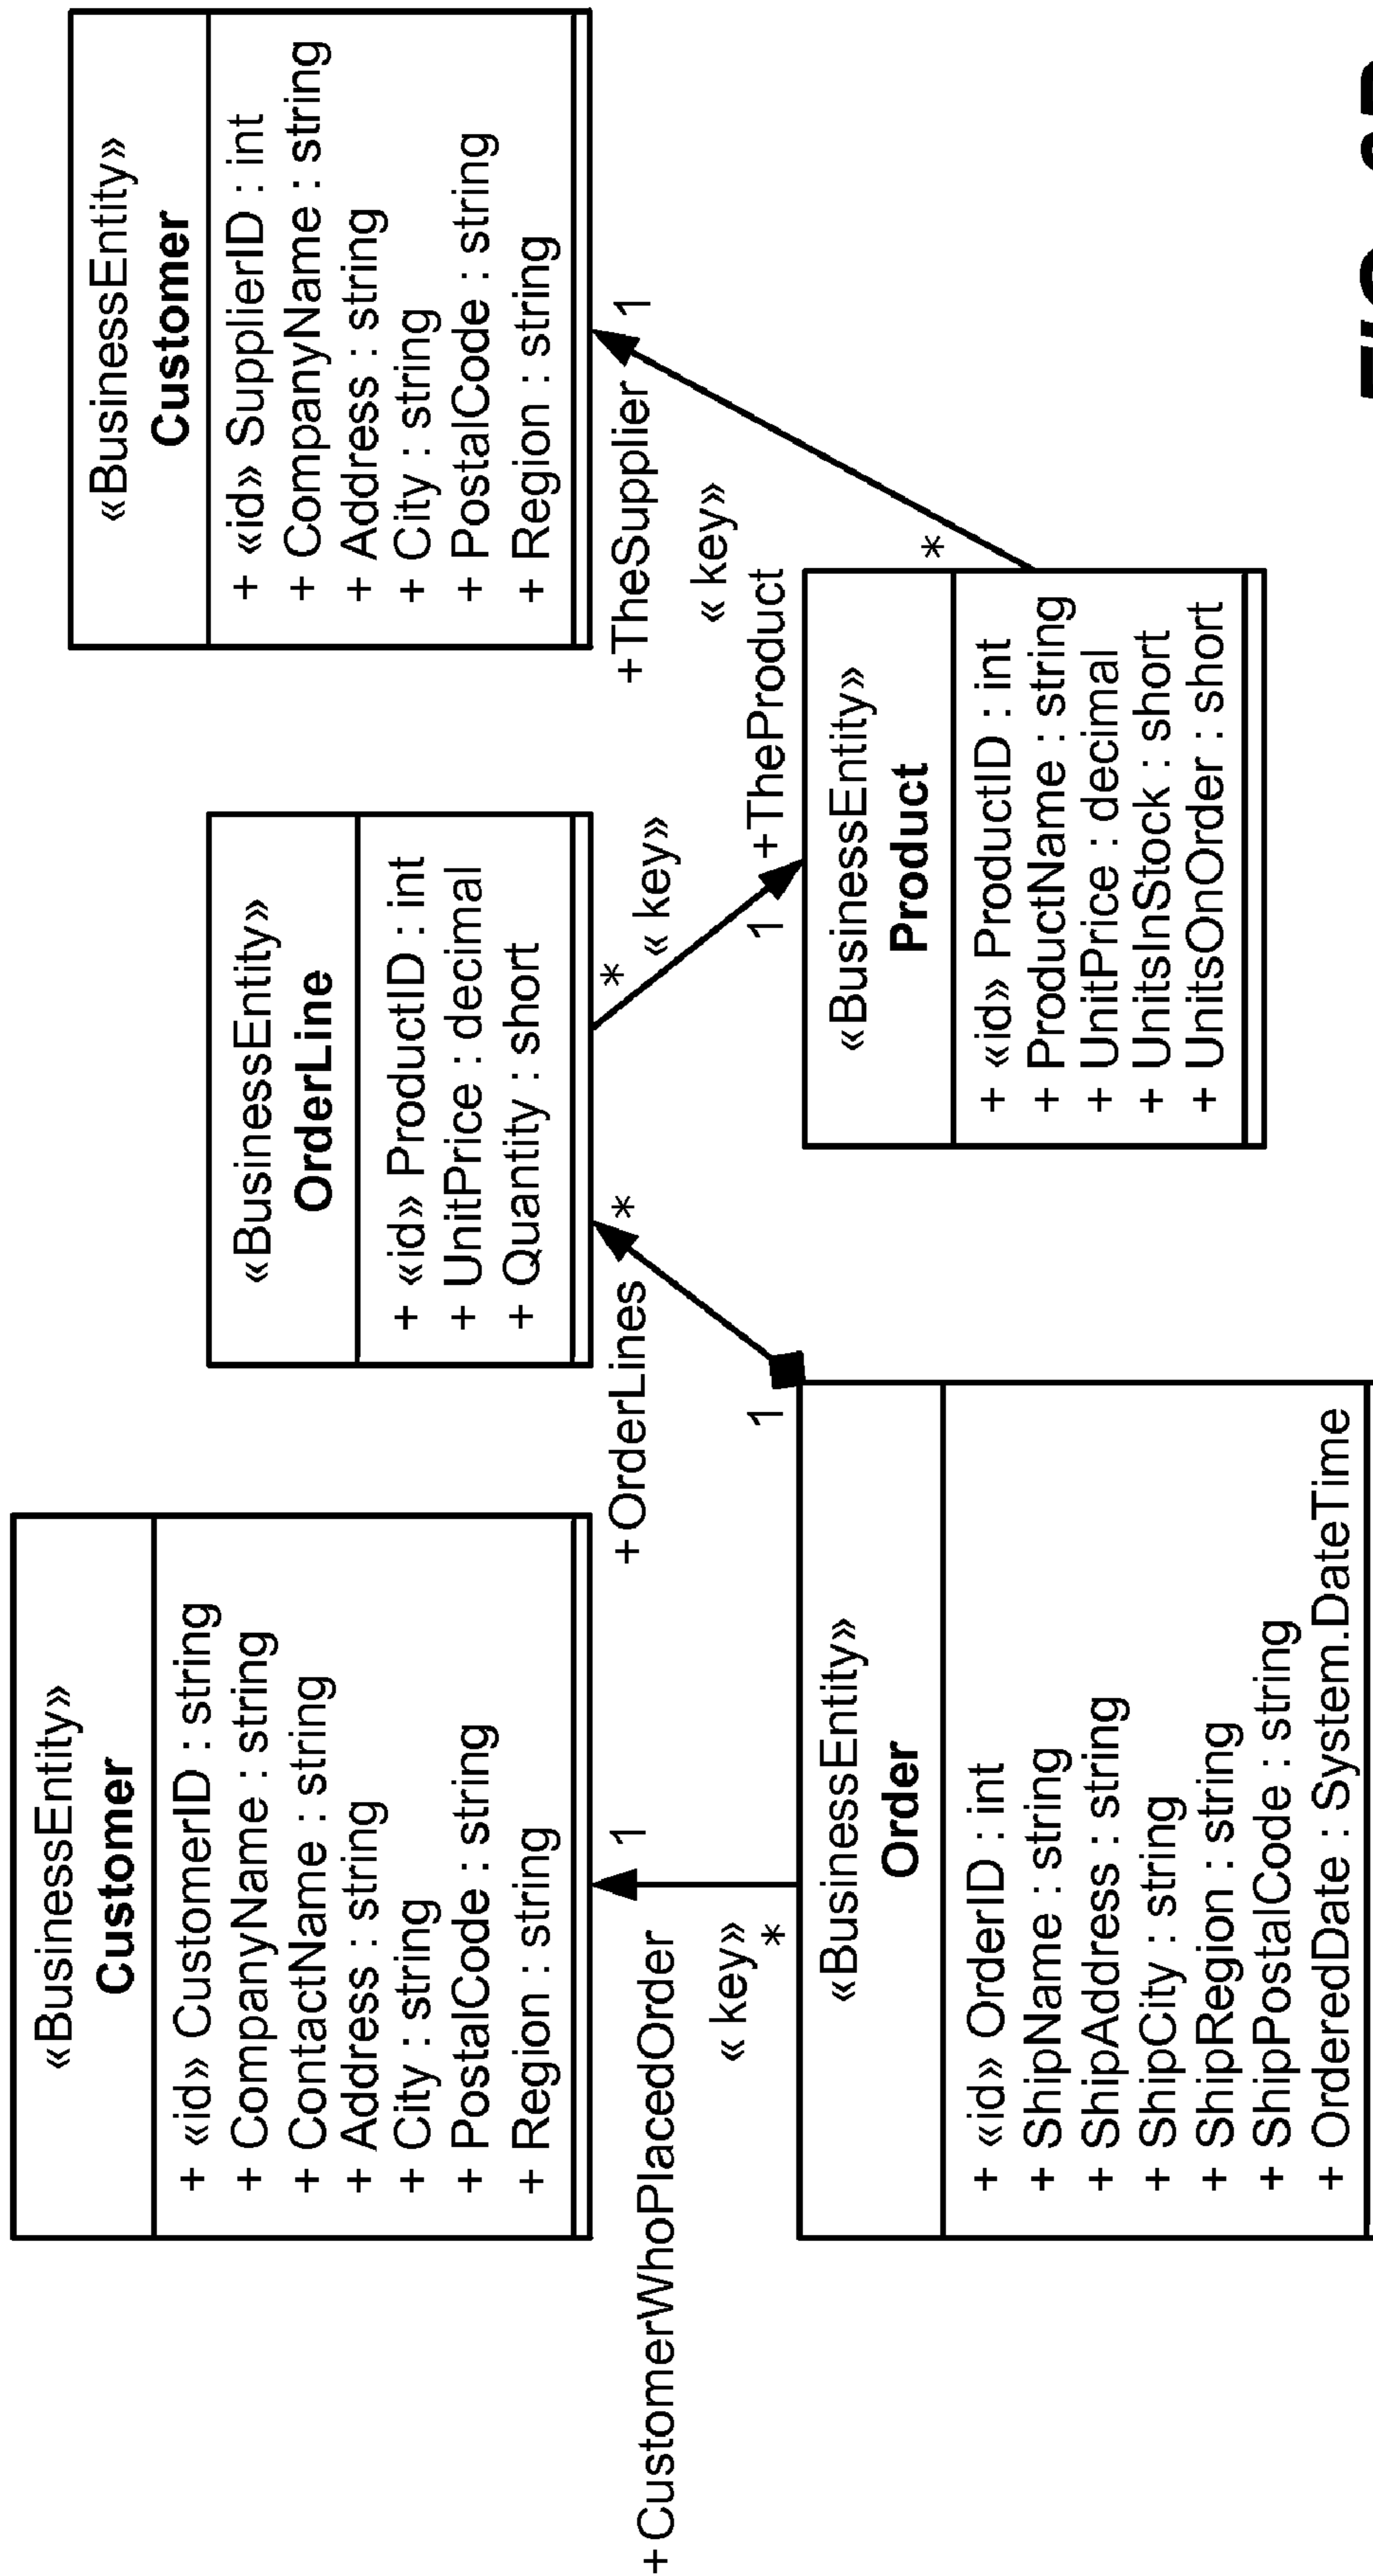 «BusinessEntity»
Customer
+ «id» CustomerID : string
+ CompanyName : string
+ ContactName : string
+ Address : string
+ City : string
+ PostalCode : string
+ Region : string
«BusinessEntity»
OrderLine
+ «id» ProductID : int
+ UnitPrice : decimal
+ Quantity : short
«BusinessEntity»
Customer
+ «id» SupplierID : int
+ CompanyName : string
+ Address : string
+ City : string
+ PostalCode : string
+ Region : string
+CustomerWhoPlacedOrder
1
« key»
*
+OrderLines
*
1
*
« key»
1
+TheProduct
+TheSupplier
1
« key»
*
«BusinessEntity»
Order
+ «id» OrderID : int
+ ShipName : string
+ ShipAddress : string
+ ShipCity : string
+ ShipRegion : string
+ ShipPostalCode : string
+ OrderedDate : System.DateTime
«BusinessEntity»
Product
+ «id» ProductID : int
+ ProductName : string
+ UnitPrice : decimal
+ UnitsInStock : short
+ UnitsOnOrder : short